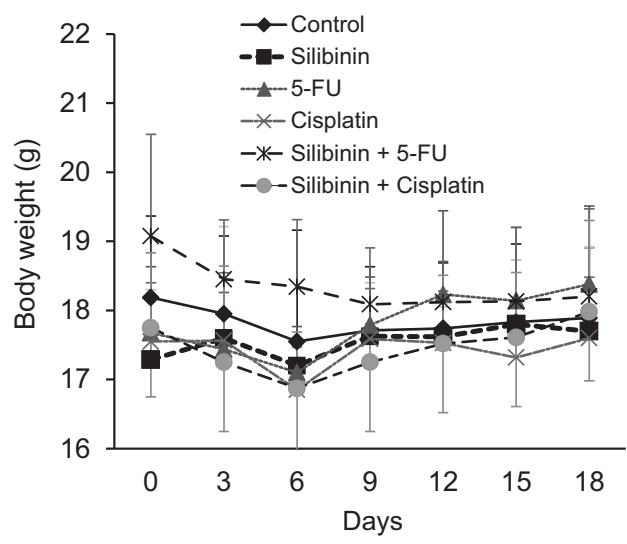 Control
Silibinin
5-FU
Cisplatin
Silibinin + 5-FU
Silibinin + Cisplatin
Body weight (g)
22
21
20
19
18
17
16
0 3 6 9 12 15 18
Days